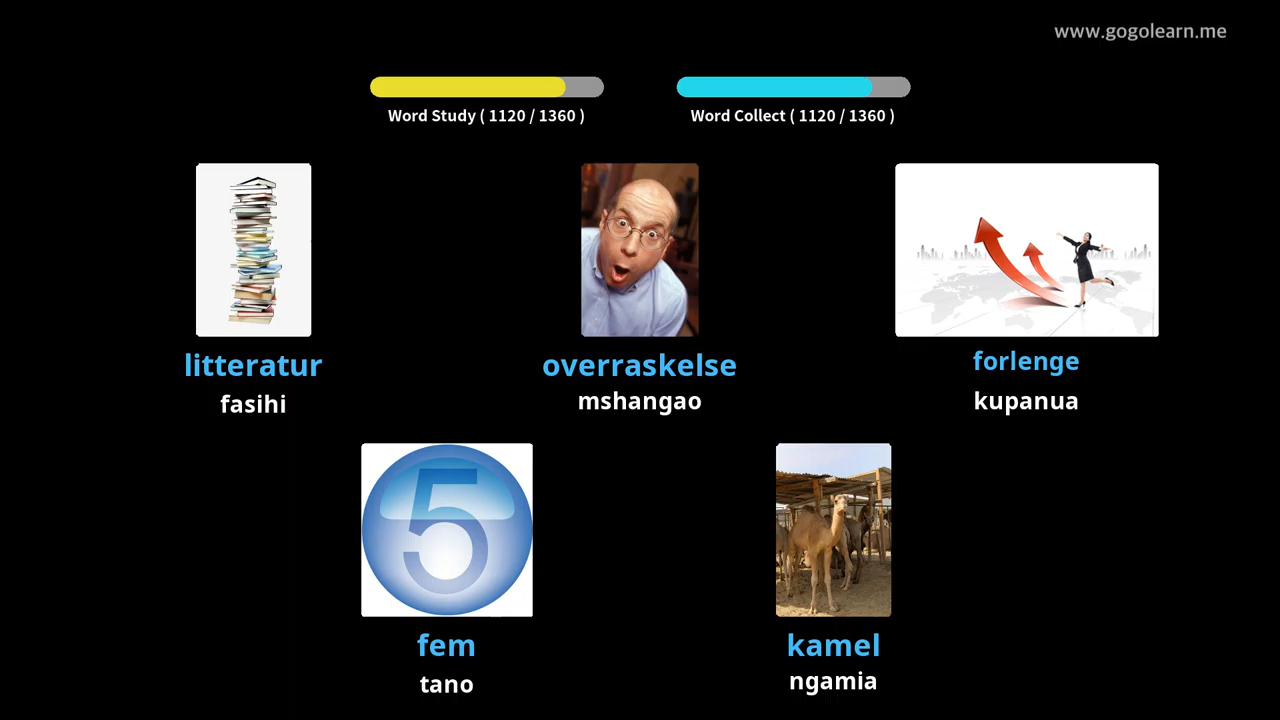 www.gogolearn.me
Word Study ( 1120 / 1360 )
Word Collect ( 1120 / 1360 )
litteratur
fasihi
overraskelse
mshangao
forlenge
kupanua
5
fem
tano
kamel
ngamia